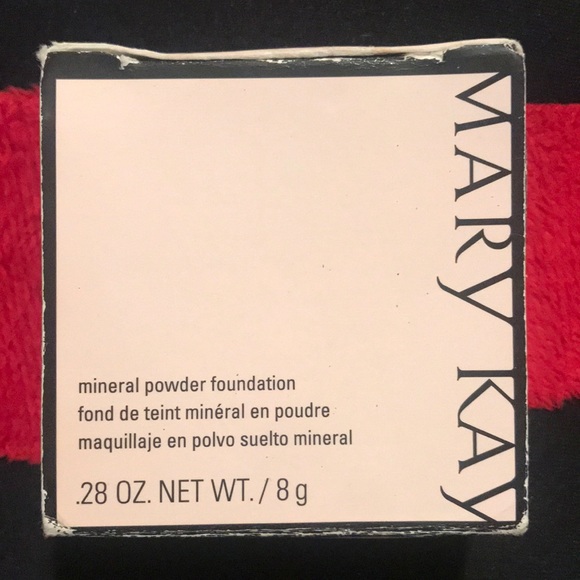 MARY KAY
mineral powder foundation
fond de teint minéral en poudre
maquillaje en polvo suelto mineral
.28 OZ. NET WT. / 8 g